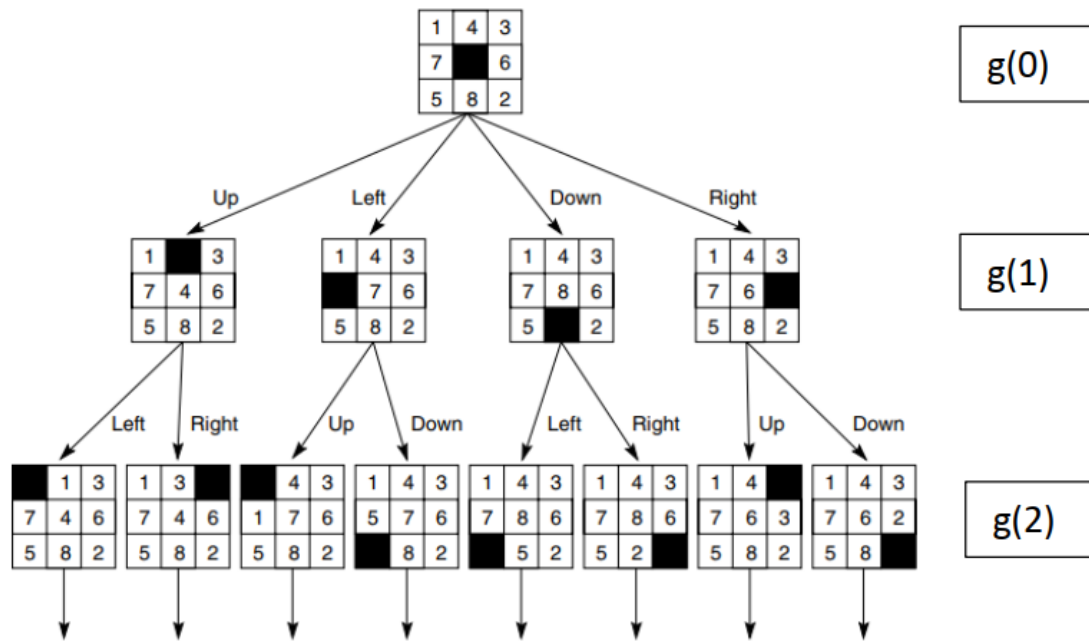 1 4 3
7 6
5 8 2
g(0)
Up Left Down Right
1 3 1 4 3 1 4 3 1 4 3
7 4 6 7 6 7 8 6 7 6
5 8 2 5 8 2 5 2 5 8 2
g(1)
Left Right Up Down Left Right Up Down
1 3 1 3 4 3 1 4 3 1 4 3 1 4 3 1 4 1 4 3
7 4 6 7 4 6 1 7 6 5 7 6 7 8 6 7 8 6 7 6 3 7 6 2
5 8 2 5 8 2 5 8 2 8 2 5 2 5 2 5 8 2 5 8
g(2)